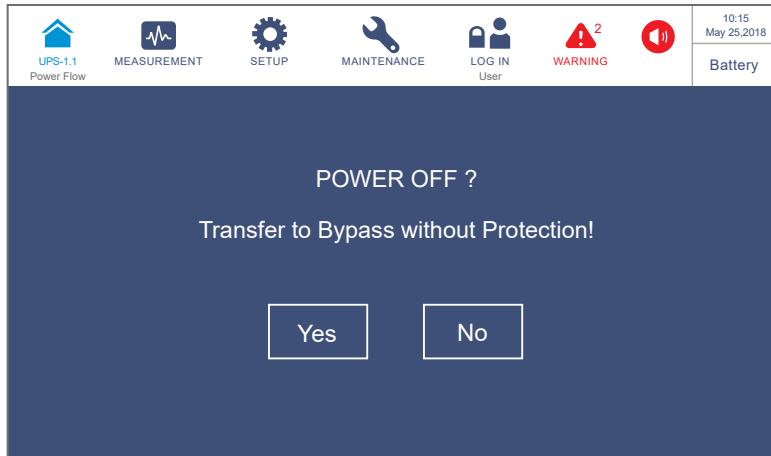 UPS-1.1
Power Flow
MEASUREMENT
SETUP
MAINTENANCE
LOG IN
User
2
WARNING
10:15
May 25,2018
Battery
POWER OFF ?
Transfer to Bypass without Protection!
Yes
No